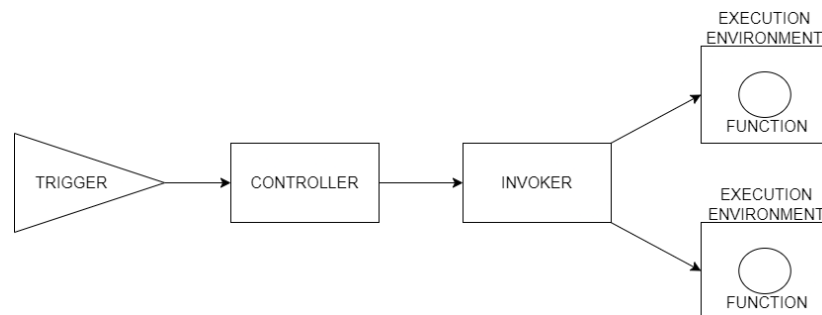 EXECUTION
ENVIRONMENT
FUNCTION
TRIGGER
CONTROLLER
INVOKER
EXECUTION
ENVIRONMENT
FUNCTION